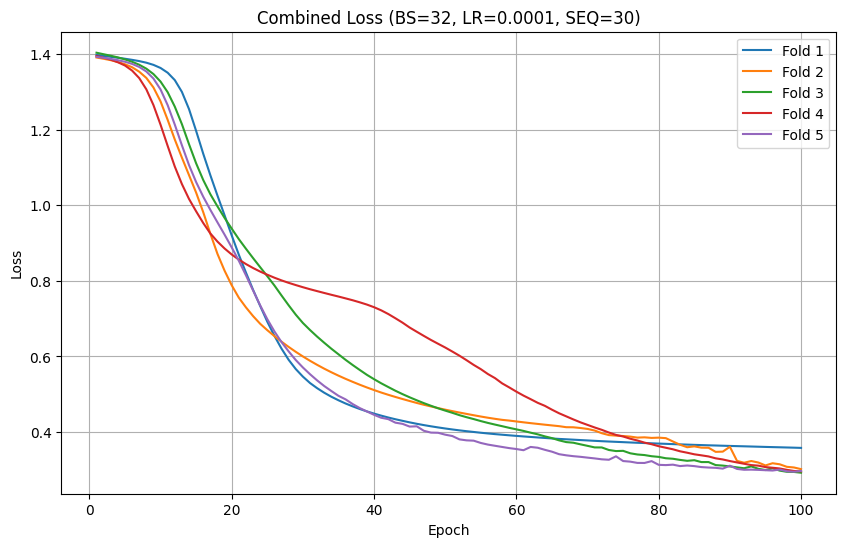 Combined Loss (BS=32, LR=0.0001, SEQ=30)
Fold 1
Fold 2
Fold 3
Fold 4
Fold 5
Loss
1.4
1.2
1.0
0.8
0.6
0.4
0 20 40 60 80 100
Epoch